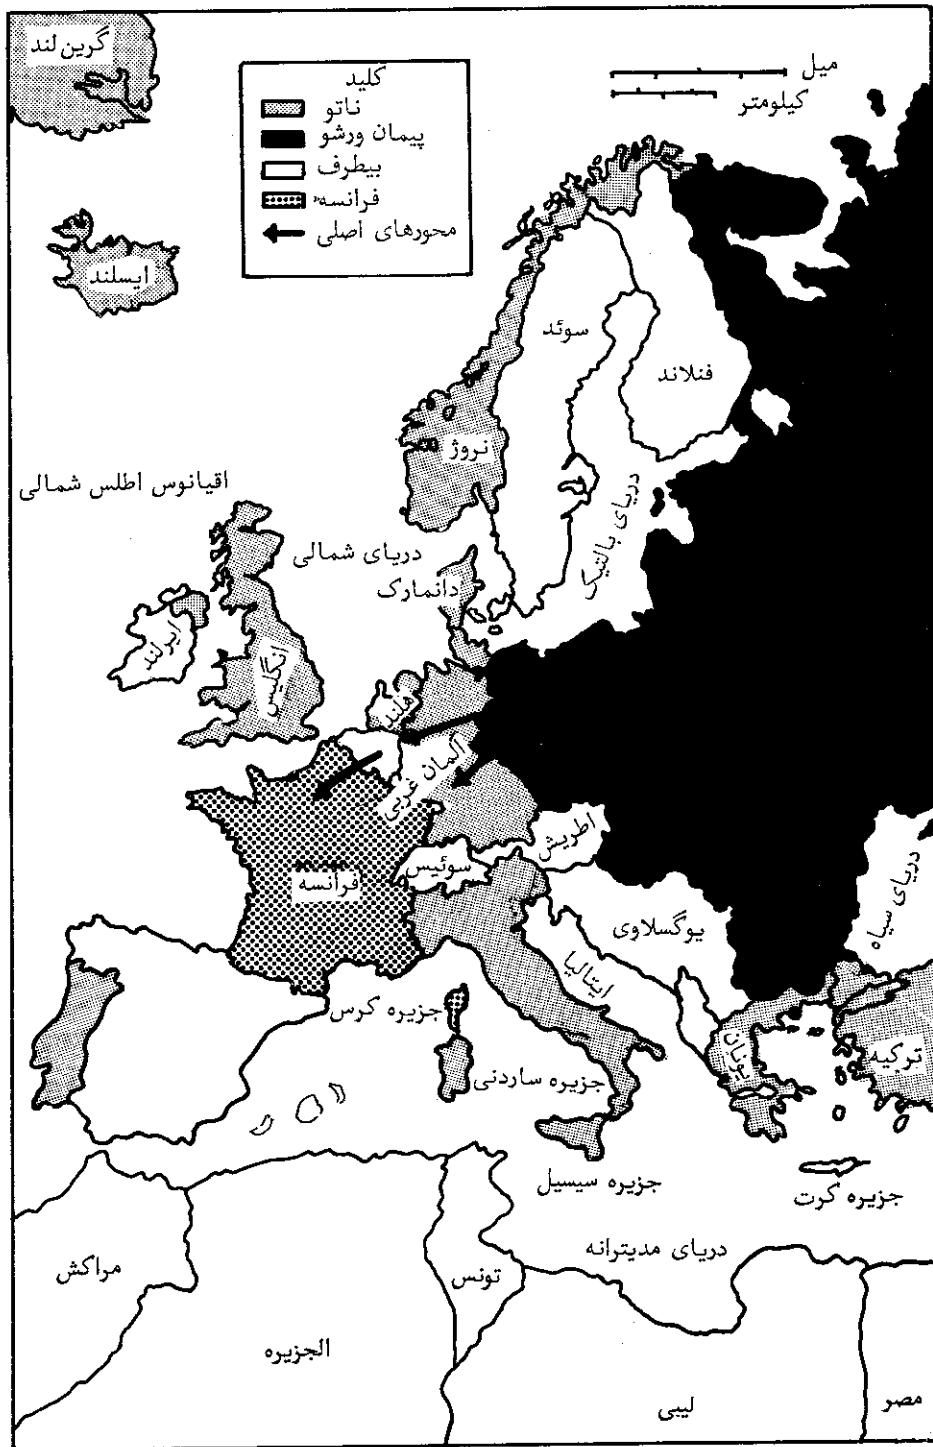 گرین لند
کلید
ناتو
پیمان ورشو
بیطرف
فرانسه
محورهای اصلی
میل
کیلومتر
ایسلند
سوئد
فنلاند
نروژ
اقیانوس اطلس شمالی
دریای شمالی
دانمارک
دریای بالتیک
ایرلند
انگلیس
هلند
آلمان غربی
اطریش
سوئیس
فرانسه
دریای سیاه
یوگسلاوی
ایتالیا
جزیره کرس
یونان
ترکیه
جزیره ساردنی
جزیره سیسیل
جزیره کرت
دریای مدیترانه
مراکش
تونس
الجزیره
لیبی
مصر